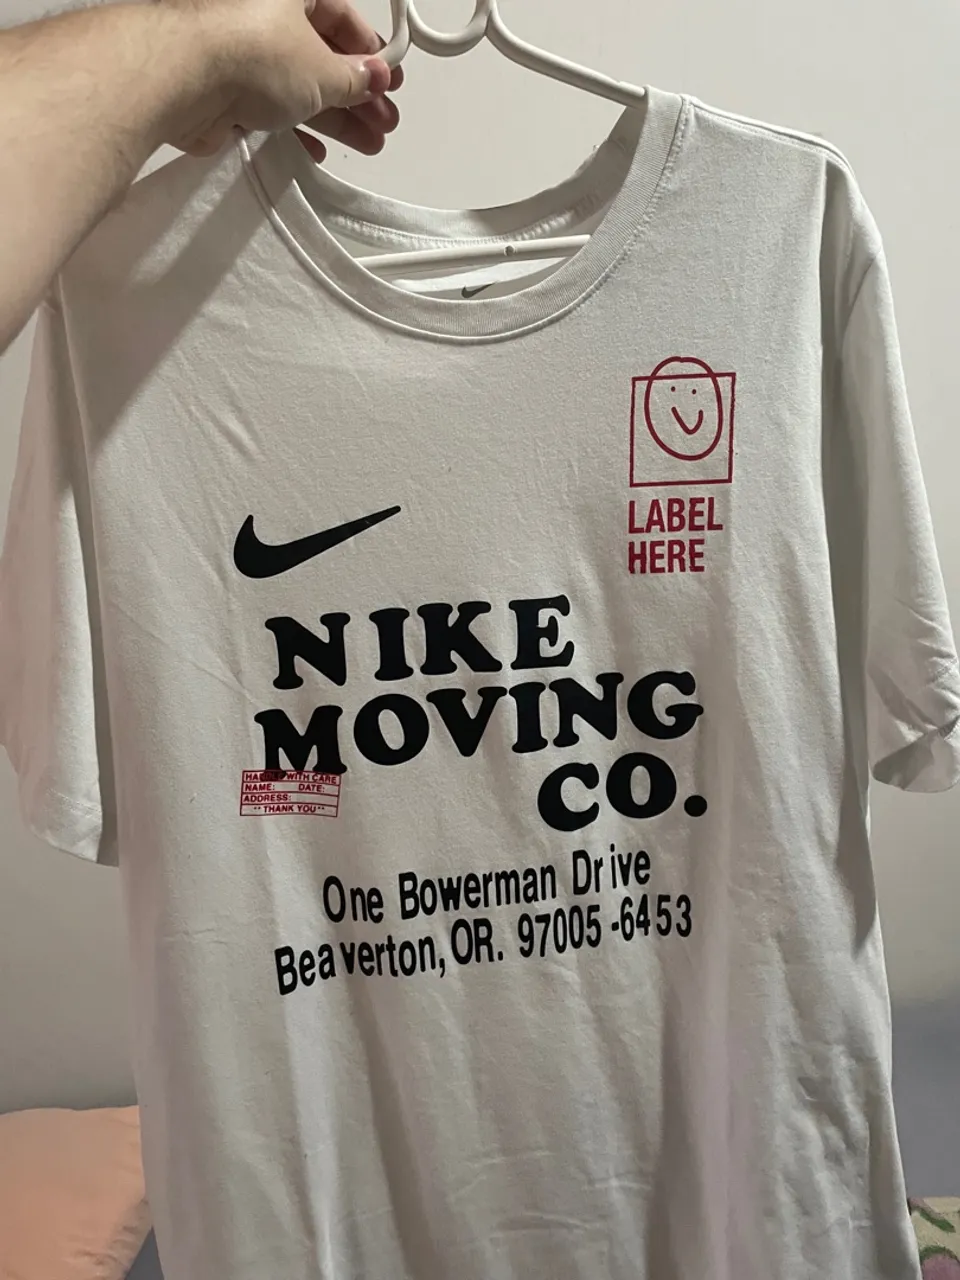 LABEL
HERE
NIKE
MOVING
CO.
HANDLE WITH CARE
NAME: DATE:
ADDRESS:
"THANK YOU"
One Bowerman Drive
Beaverton, OR. 97005-6453